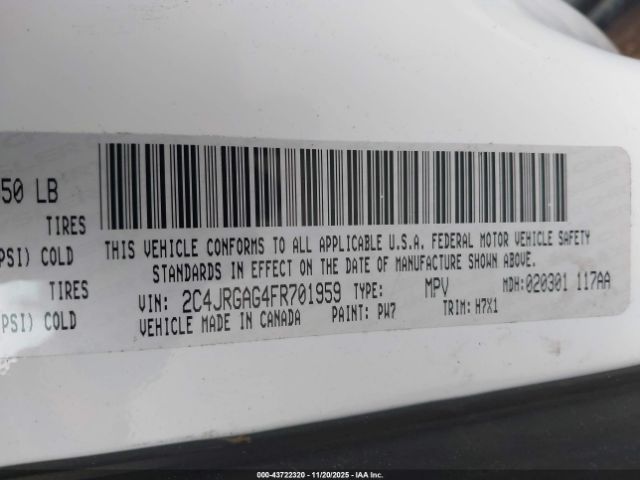 50 LB
TIRES
PSI) COLD
TIRES
PSI) COLD
THIS VEHICLE CONFORMS TO ALL APPLICABLE U.S.A. FEDERAL MOTOR VEHICLE SAFETY
STANDARDS IN EFFECT ON THE DATE OF MANUFACTURE SHOWN ABOVE.
VIN: 2C4JRGAG4FR701959 TYPE: MPV MDH:020301 117AA
VEHICLE MADE IN CANADA PAINT: PW7 TRIM: H7X1
000-43722320 - 11/20/2025 - IAA Inc.